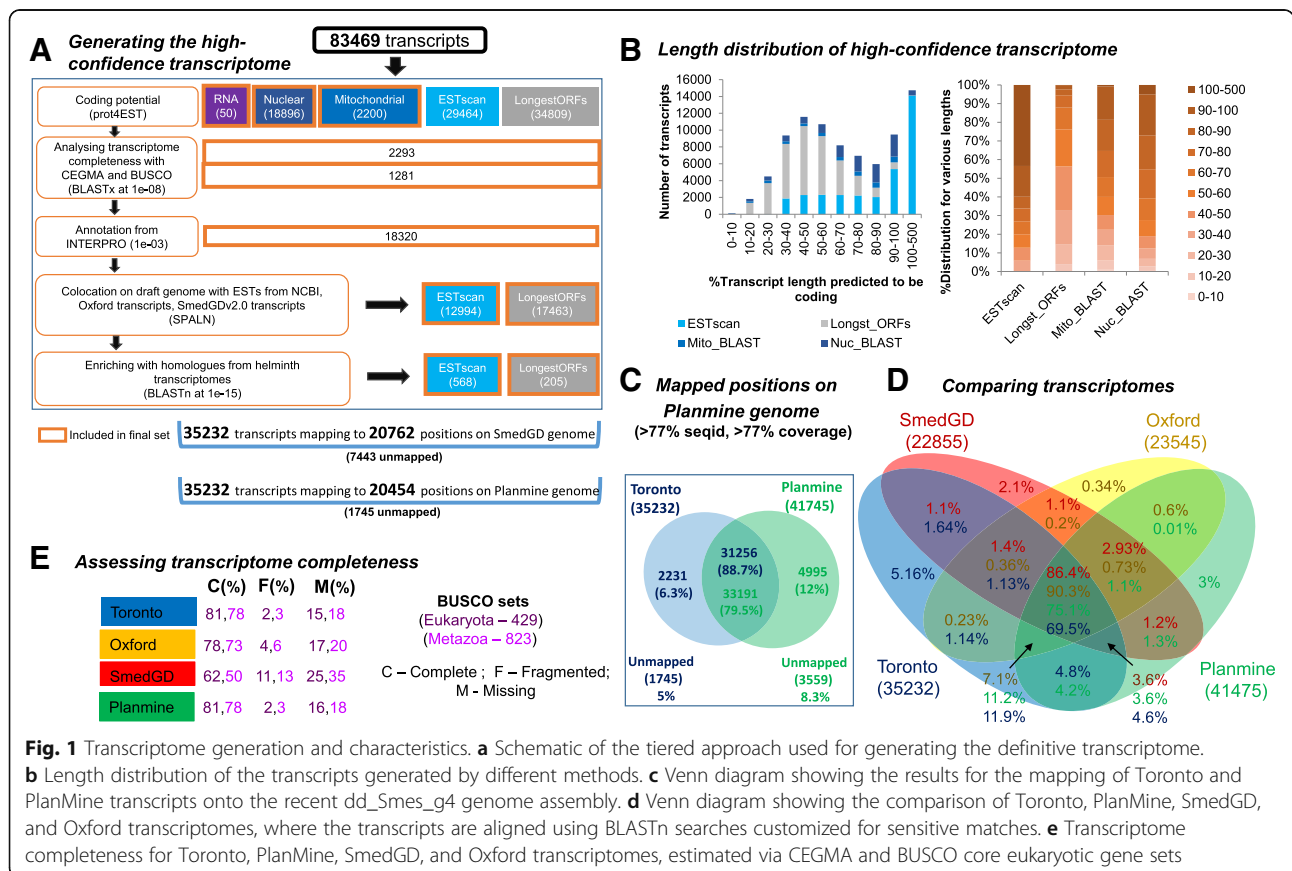 A Generating the high-
confidence transcriptome
83469 transcripts
Coding potential
(prot4EST)
RNA
(50)
Nuclear
(18896)
Mitochondrial
(2200)
ESTscan
(29464)
LongestORFs
(34809)
Analysing transcriptome
completeness with
CEGMA and BUSCO
(BLASTx at 1e-08)
2293
1281
Annotation from
INTERPRO (1e-03)
18320
Colocation on draft genome with ESTs from NCBI,
Oxford transcripts, SmedGDv2.0 transcripts
(SPALN)
ESTscan
(12994)
LongestORFs
(17463)
Enriching with homologues from helminth
transcriptomes
(BLASTn at 1e-15)
ESTscan
(568)
LongestORFs
(205)
Included in final set
35232 transcripts mapping to 20762 positions on SmedGD genome
(7443 unmapped)
35232 transcripts mapping to 20454 positions on Planmine genome
(1745 unmapped)
B Length distribution of high-confidence transcriptome
Number of transcripts
16000
14000
12000
10000
8000
6000
4000
2000
0
0-10
10-20
20-30
30-40
40-50
50-60
60-70
70-80
80-90
90-100
100-500
%Transcript length predicted to be
coding
ESTscan
Longst_ORFs
Mito_BLAST
Nuc_BLAST
%Distribution for various lengths
100%
90%
80%
70%
60%
50%
40%
30%
20%
10%
0%
ESTscan
Longst_ORFs
Mito_BLAST
Nuc_BLAST
100-500
90-100
80-90
70-80
60-70
50-60
40-50
30-40
20-30
10-20
0-10
C Mapped positions on
Planmine genome
(>77% seqid, >77% coverage)
Toronto
(35232)
Planmine
(41745)
2231
(6.3%)
31256
(88.7%)
33191
(79.5%)
4995
(12%)
Unmapped
(1745)
5%
Unmapped
(3559)
8.3%
D Comparing transcriptomes
SmedGD
(22855)
Oxford
(23545)
2.1%
0.34%
1.1%
1.64%
1.1%
0.2%
0.6%
0.01%
5.16%
1.4%
0.36%
1.13%
86.4%
90.3%
69.5%
2.93%
0.73%
1.1%
3%
0.23%
1.14%
1.2%
1.3%
Toronto
(35232)
Planmine
(41475)
7.1%
11.2%
11.9%
4.8%
4.2%
3.6%
3.6%
4.6%
E Assessing transcriptome completeness
C(%) F(%) M(%)
Toronto 81,78 2,3 15,18
Oxford 78,73 4,6 17,20
SmedGD 62,50 11,13 25,35
Planmine 81,78 2,3 16,18
BUSCO sets
(Eukaryota – 429)
(Metazoa – 823)
C – Complete ; F – Fragmented;
M - Missing
Fig. 1 Transcriptome generation and characteristics. a Schematic of the tiered approach used for generating the definitive transcriptome.
b Length distribution of the transcripts generated by different methods. c Venn diagram showing the results for the mapping of Toronto and
PlanMine transcripts onto the recent dd_Smes_g4 genome assembly. d Venn diagram showing the comparison of Toronto, PlanMine, SmedGD,
and Oxford transcriptomes, where the transcripts are aligned using BLASTn searches customized for sensitive matches. e Transcriptome
completeness for Toronto, PlanMine, SmedGD, and Oxford transcriptomes, estimated via CEGMA and BUSCO core eukaryotic gene sets